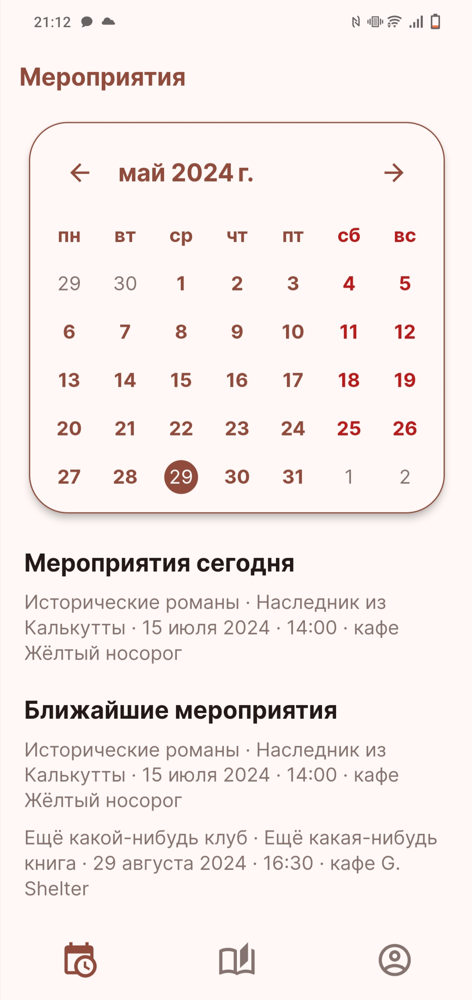 21:12
Мероприятия
май 2024 г.
пн вт ср чт пт сб вс
29 30 1 2 3 4 5
6 7 8 9 10 11 12
13 14 15 16 17 18 19
20 21 22 23 24 25 26
27 28 29 30 31 1 2
Мероприятия сегодня
Исторические романы · Наследник из
Калькутты · 15 июля 2024 · 14:00 · кафе
Жёлтый носорог
Ближайшие мероприятия
Исторические романы · Наследник из
Калькутты · 15 июля 2024 · 14:00 · кафе
Жёлтый носорог
Ещё какой-нибудь клуб · Ещё какая-нибудь
книга · 29 августа 2024 · 16:30 · кафе G.
Shelter